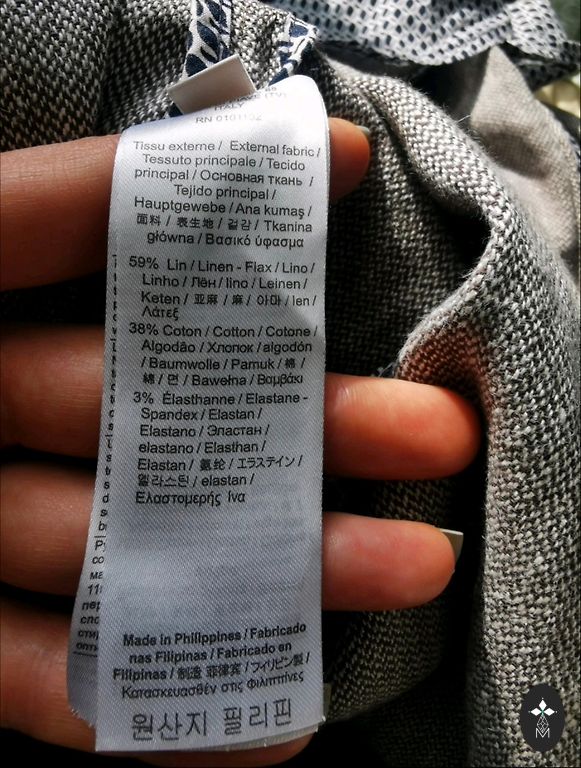 ITALY
RN 0101102
Tissu externe / External fabric /
Tessuto principale / Tecido
principal / Основная ткань /
Tejido principal /
Hauptgewebe / Ana kumaş /
面料 / 表生地 / 겉감 / Tkanina
główna / Βασικό ύφασμα
59% Lin / Linen - Flax / Lino /
Linho / Лён / lino / Leinen /
Keten / 亚麻 / 麻 / 아마 / len /
Λάτεξ
38% Coton / Cotton / Cotone /
Algodão / Хлопок / algodón
/ Baumwolle / Pamuk / 棉 /
綿 / 면 / Bawełna / Βαμβάκι
3% Élasthanne / Elastane -
Spandex / Elastan /
Elastano / Эластан /
elastano / Elasthan /
Elastan / 氨纶 / エラステイン /
엘라스틴 / elastan /
Ελαστομερής Ινα
Made in Philippines / Fabricado
nas Filipinas / Fabricado en
Filipinas / 制造 菲律宾 / フィリピン製 /
Κατασκευασθέν στις Φιλιππίνες
원산지 필리핀
M